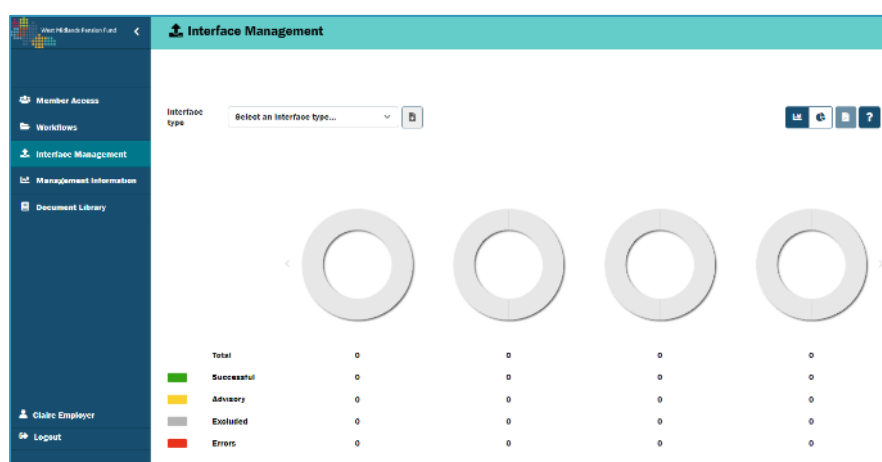 West Midlands Pension Fund
Interface Management
Member Access
Workflows
Interface Management
Management Information
Document Library
Claire Employer
Logout
Interface type
Select an interface type...
?
Total 0 0 0 0
Successful 0 0 0 0
Advisory 0 0 0 0
Excluded 0 0 0 0
Errors 0 0 0 0